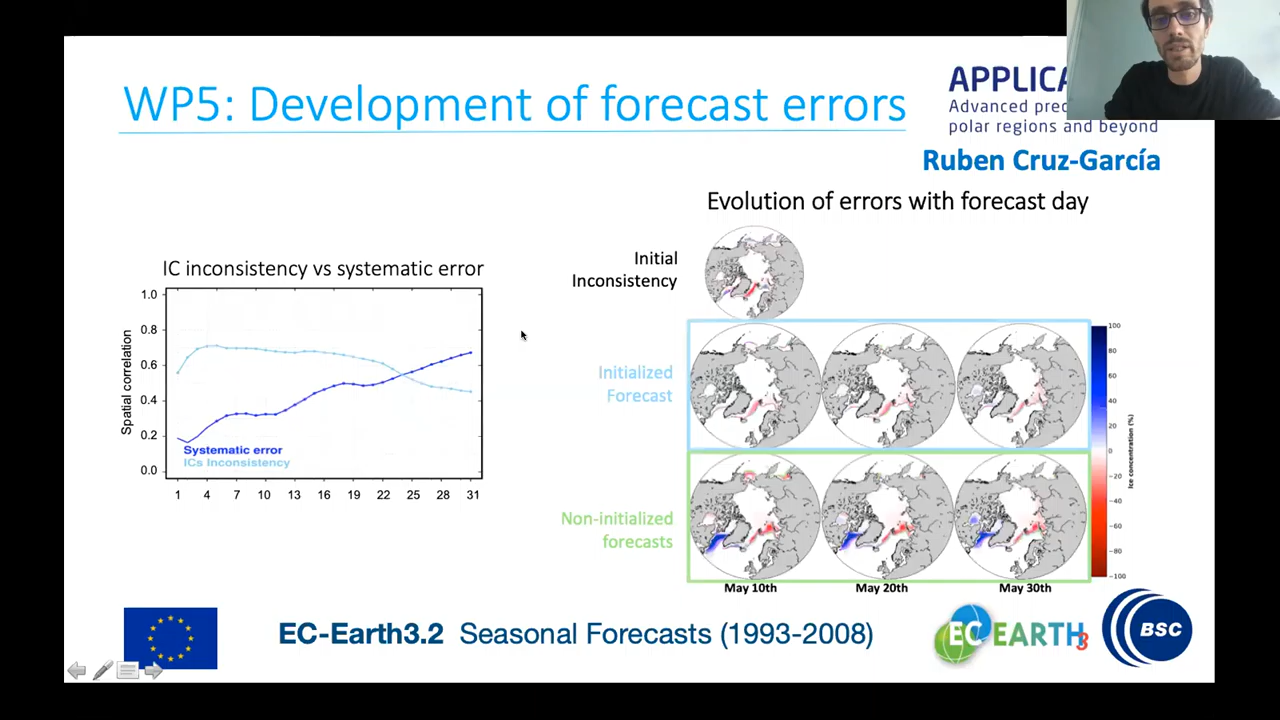 WP5: Development of forecast errors
APPLICA
Advanced pred
polar regions and beyond
Ruben Cruz-García
Evolution of errors with forecast day
IC inconsistency vs systematic error
Spatial correlation
1.0
0.8
0.6
0.4
0.2
0.0
Systematic error
ICs Inconsistency
1 4 7 10 13 16 19 22 25 28 31
Initial
Inconsistency
Initialized
Forecast
Non-initialized
forecasts
May 10th May 20th May 30th
100
80
60
40
20
0
−20
−40
−60
−80
−100
Ice concentration (%)
EC-Earth3.2 Seasonal Forecasts (1993-2008)
EC EARTH 3
BSC